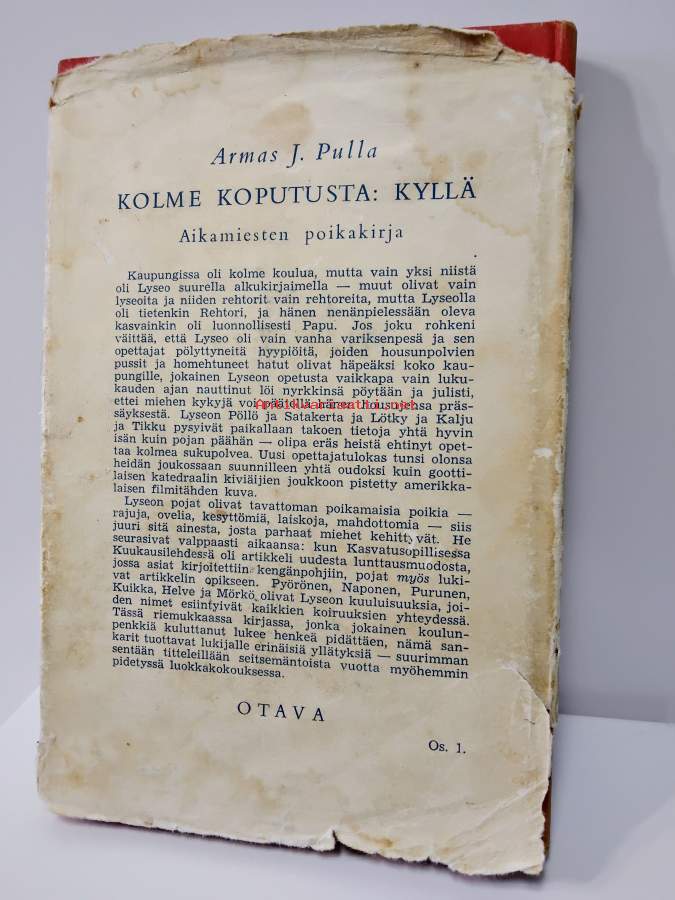 Armas J. Pulla
KOLME KOPUTUSTA: KYLLÄ
Aikamiesten poikakirja
Kaupungissa oli kolme koulua, mutta vain yksi niistä
oli Lyseo suurella alkukirjaimella — muut olivat vain
lyseoita ja niiden rehtorit vain rehtoreita, mutta Lyseolla
oli tietenkin Rehtori, ja hänen nenänpielessään oleva
kasvainkin oli luonnollisesti Papu. Jos joku rohkeni
väittää, että Lyseo oli vain vanha variksenpesä ja sen
opettajat pölyttyneitä hyypiöitä, joiden housunpolvien
pussit ja homehtuneet hatut olivat häpeäksi koko kau-
pungille, jokainen Lyseon opetusta vaikkapa vain luku-
kauden ajan nauttinut löi nyrkkinsä pöytään ja julisti,
ettei miehen kykyjä voi päätellä hänen housujensa präs-
säyksestä. Lyseon Pöllö ja Satakerta ja Lötky ja Kalju
ja Tikku pysyivät paikallaan takoen tietoja yhtä hyvin
isän kuin pojan päähän — olipa eräs heistä ehtinyt opet-
taa kolmea sukupolvea. Uusi opettajatulokas tunsi olonsa
heidän joukossaan suunnilleen yhtä oudoksi kuin gootti-
laisen katedraalin kiviäijien joukkoon pistetty amerikka-
laisen filmitähden kuva.
Lyseon pojat olivat tavattoman poikamaisia poikia —
rajuja, ovelia, kesyttömiä, laiskoja, mahdottomia — siis
juuri sitä ainesta, josta parhaat miehet kehittyvät. He
seurasivat valppaasti aikaansa: kun Kasvatusopillisessa
Kuukausilehdessä oli artikkeli uudesta lunttausmuodosta,
jossa asiat kirjoitettiin kengänpohjiin, pojat myös luki-
vat artikkelin opikseen. Pyörönen, Naponen, Purunen,
Kuikka, Helve ja Mörkö olivat Lyseon kuuluisuuksia, joi-
den nimet esiintyivät kaikkien koiruuksien yhteydessä.
Tässä riemukkaassa kirjassa, jonka jokainen koulun-
penkkiä kuluttanut lukee henkeä pidättäen, nämä san-
karit tuottavat lukijalle erinäisiä yllätyksiä — suurimman
sentään titteleillään seitsemäntoista vuotta myöhemmin
pidetyssä luokkakokouksessa.
OTAVA
Os. 1.